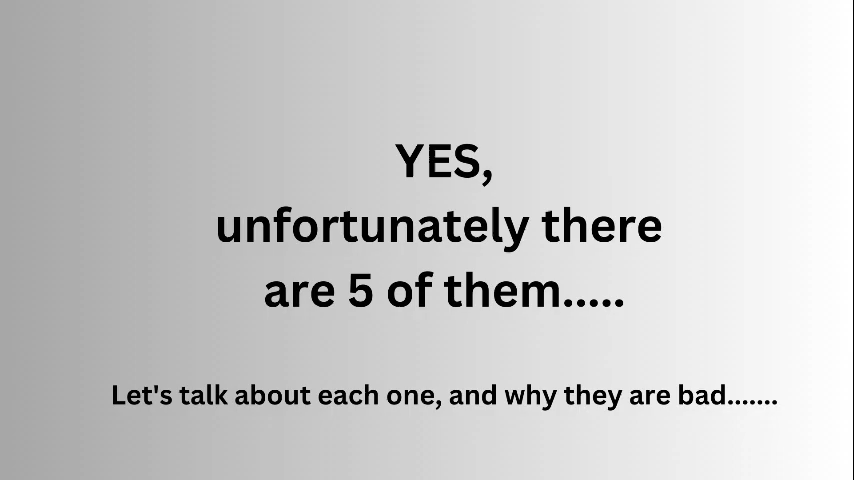 YES,
unfortunately there
are 5 of them.....
Let's talk about each one, and why they are bad.......